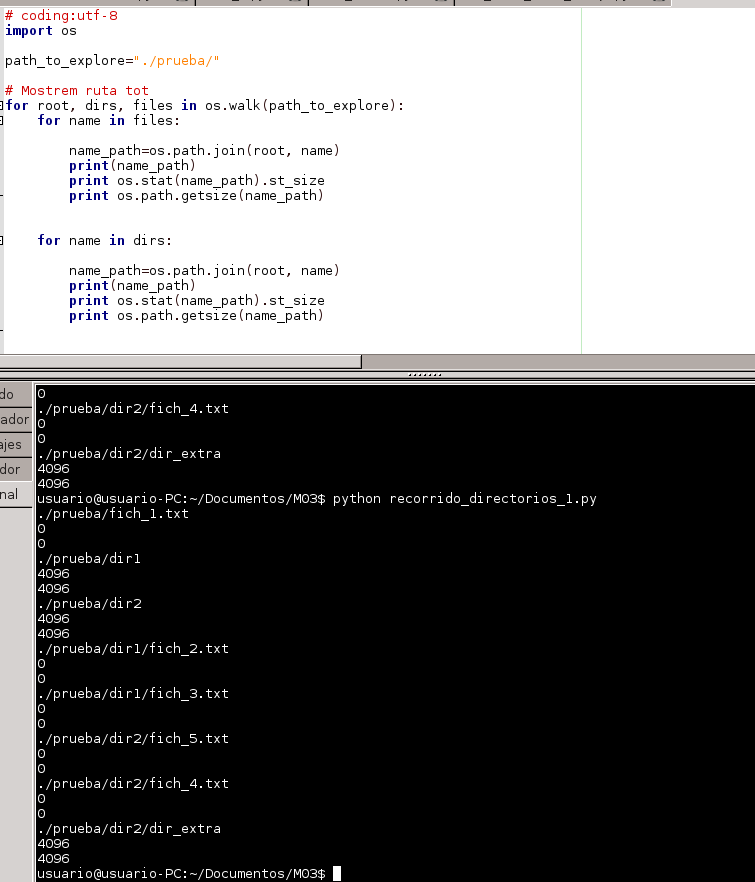 # coding:utf-8
import os
path_to_explore="./prueba/"
# Mostrem ruta tot
for root, dirs, files in os.walk(path_to_explore):
    for name in files:
        name_path=os.path.join(root, name)
        print(name_path)
        print os.stat(name_path).st_size
        print os.path.getsize(name_path)
    for name in dirs:
        name_path=os.path.join(root, name)
        print(name_path)
        print os.stat(name_path).st_size
        print os.path.getsize(name_path)
do
ador
ajes
dor
nal
0
./prueba/dir2/fich_4.txt
0
0
./prueba/dir2/dir_extra
4096
4096
usuario@usuario-PC:~/Documentos/M03$ python recorrido_directorios_1.py
./prueba/fich_1.txt
0
0
./prueba/dir1
4096
4096
./prueba/dir2
4096
4096
./prueba/dir1/fich_2.txt
0
0
./prueba/dir1/fich_3.txt
0
0
./prueba/dir2/fich_5.txt
0
0
./prueba/dir2/fich_4.txt
0
0
./prueba/dir2/dir_extra
4096
4096
usuario@usuario-PC:~/Documentos/M03$